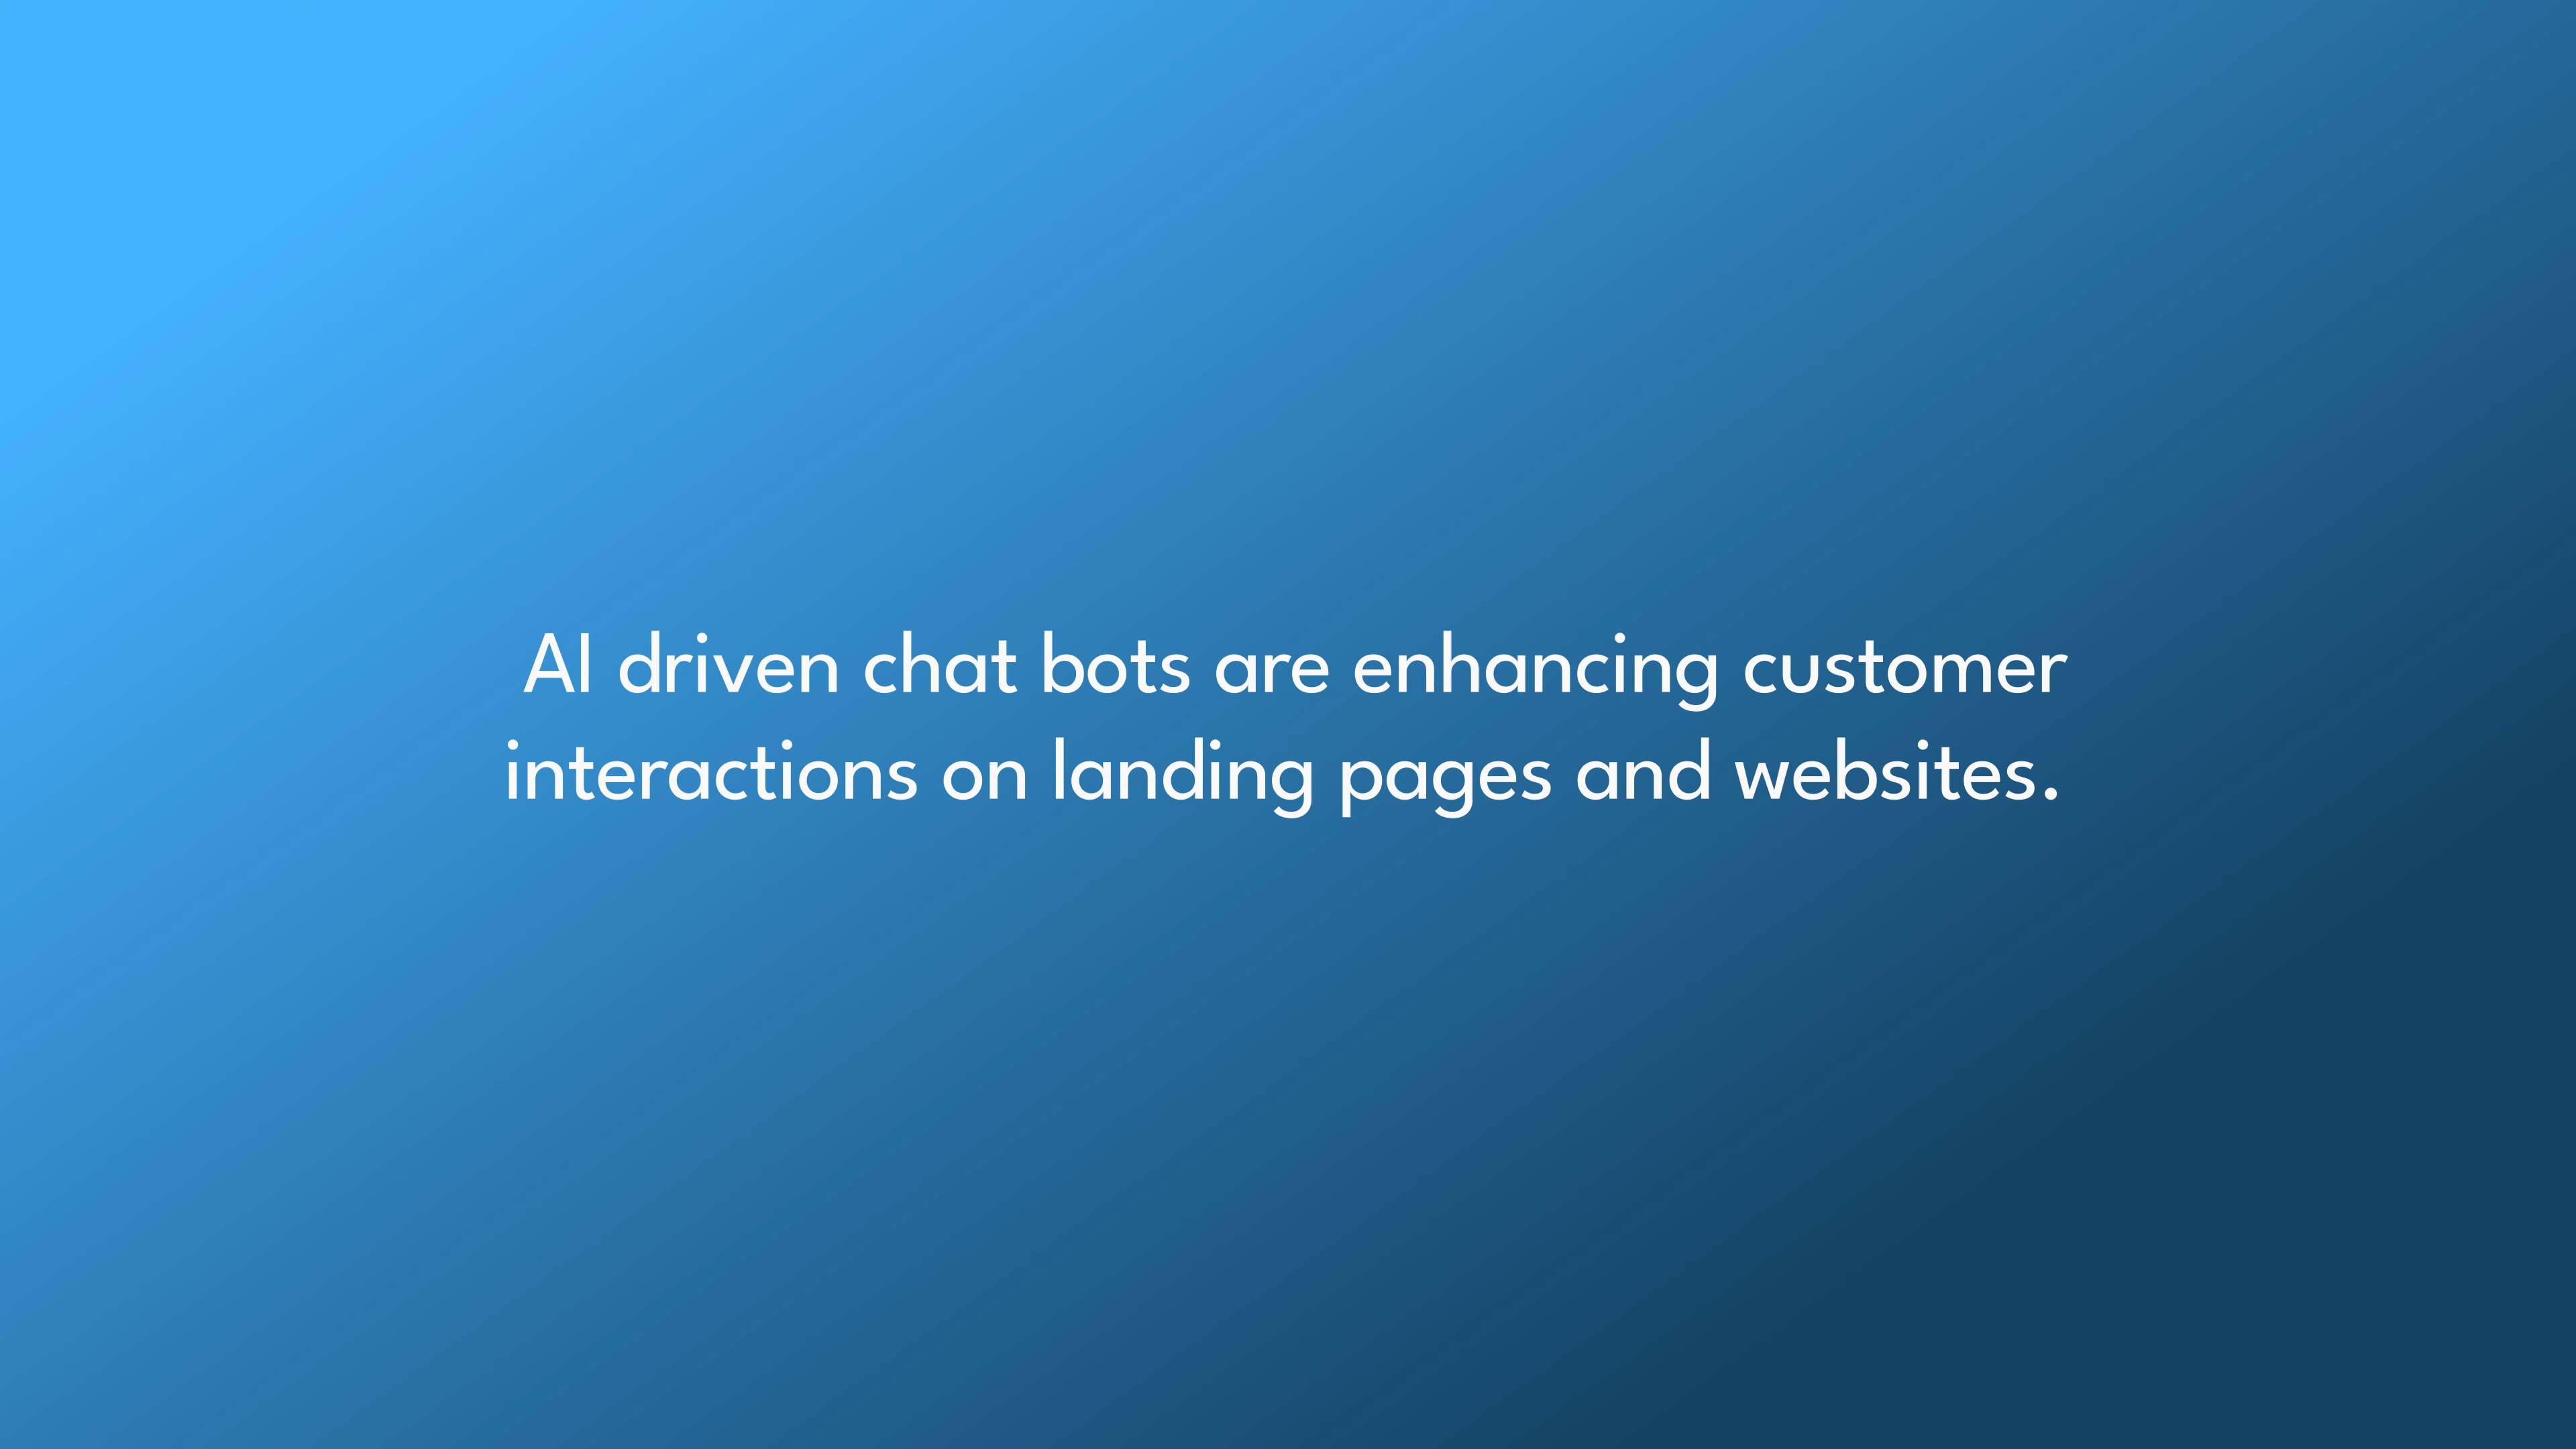 AI driven chat bots are enhancing customer
interactions on landing pages and websites.